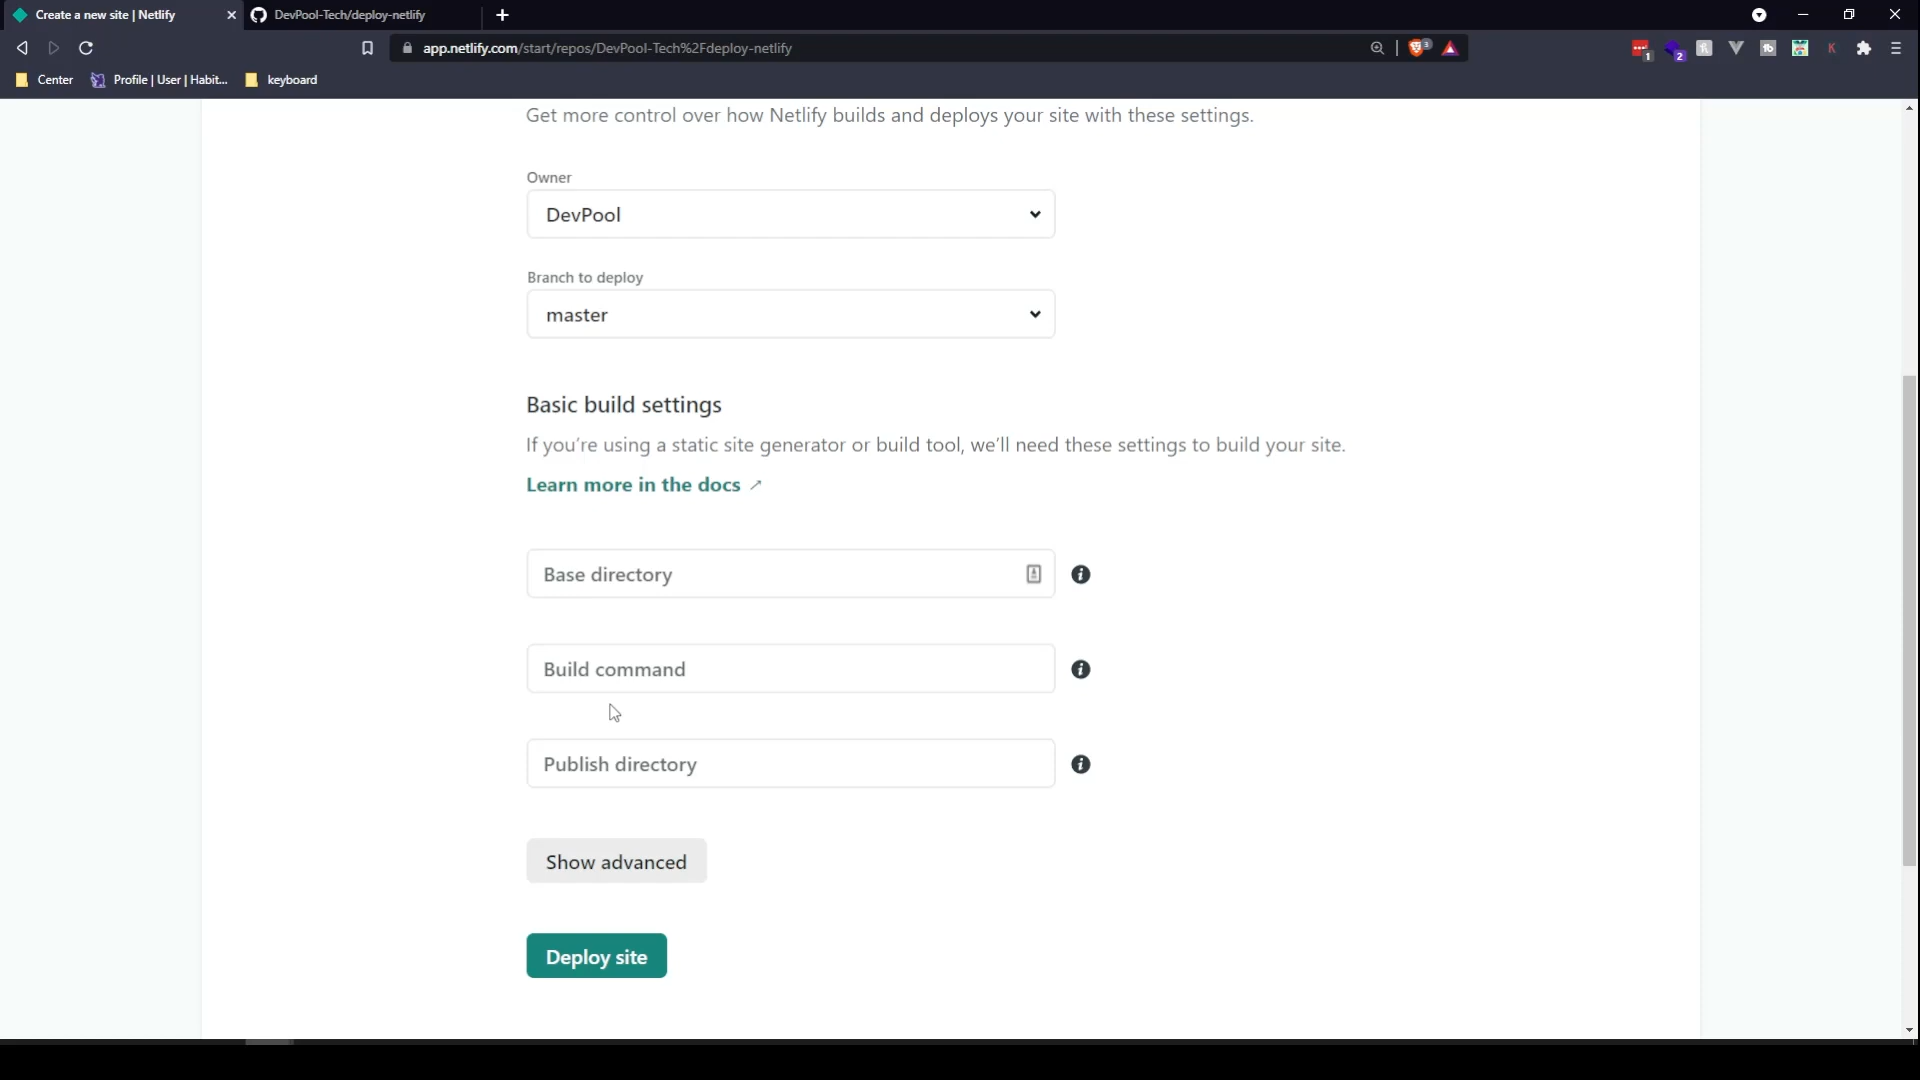 Create a new site | Netlify
DevPool-Tech/deploy-netlify
app.netlify.com/start/repos/DevPool-Tech%2Fdeploy-netlify
3
1
2
Center
Profile | User | Habit...
keyboard
Get more control over how Netlify builds and deploys your site with these settings.
Owner
DevPool
Branch to deploy
master
Basic build settings
If you're using a static site generator or build tool, we'll need these settings to build your site.
Learn more in the docs ↗
Base directory
Build command
Publish directory
Show advanced
Deploy site